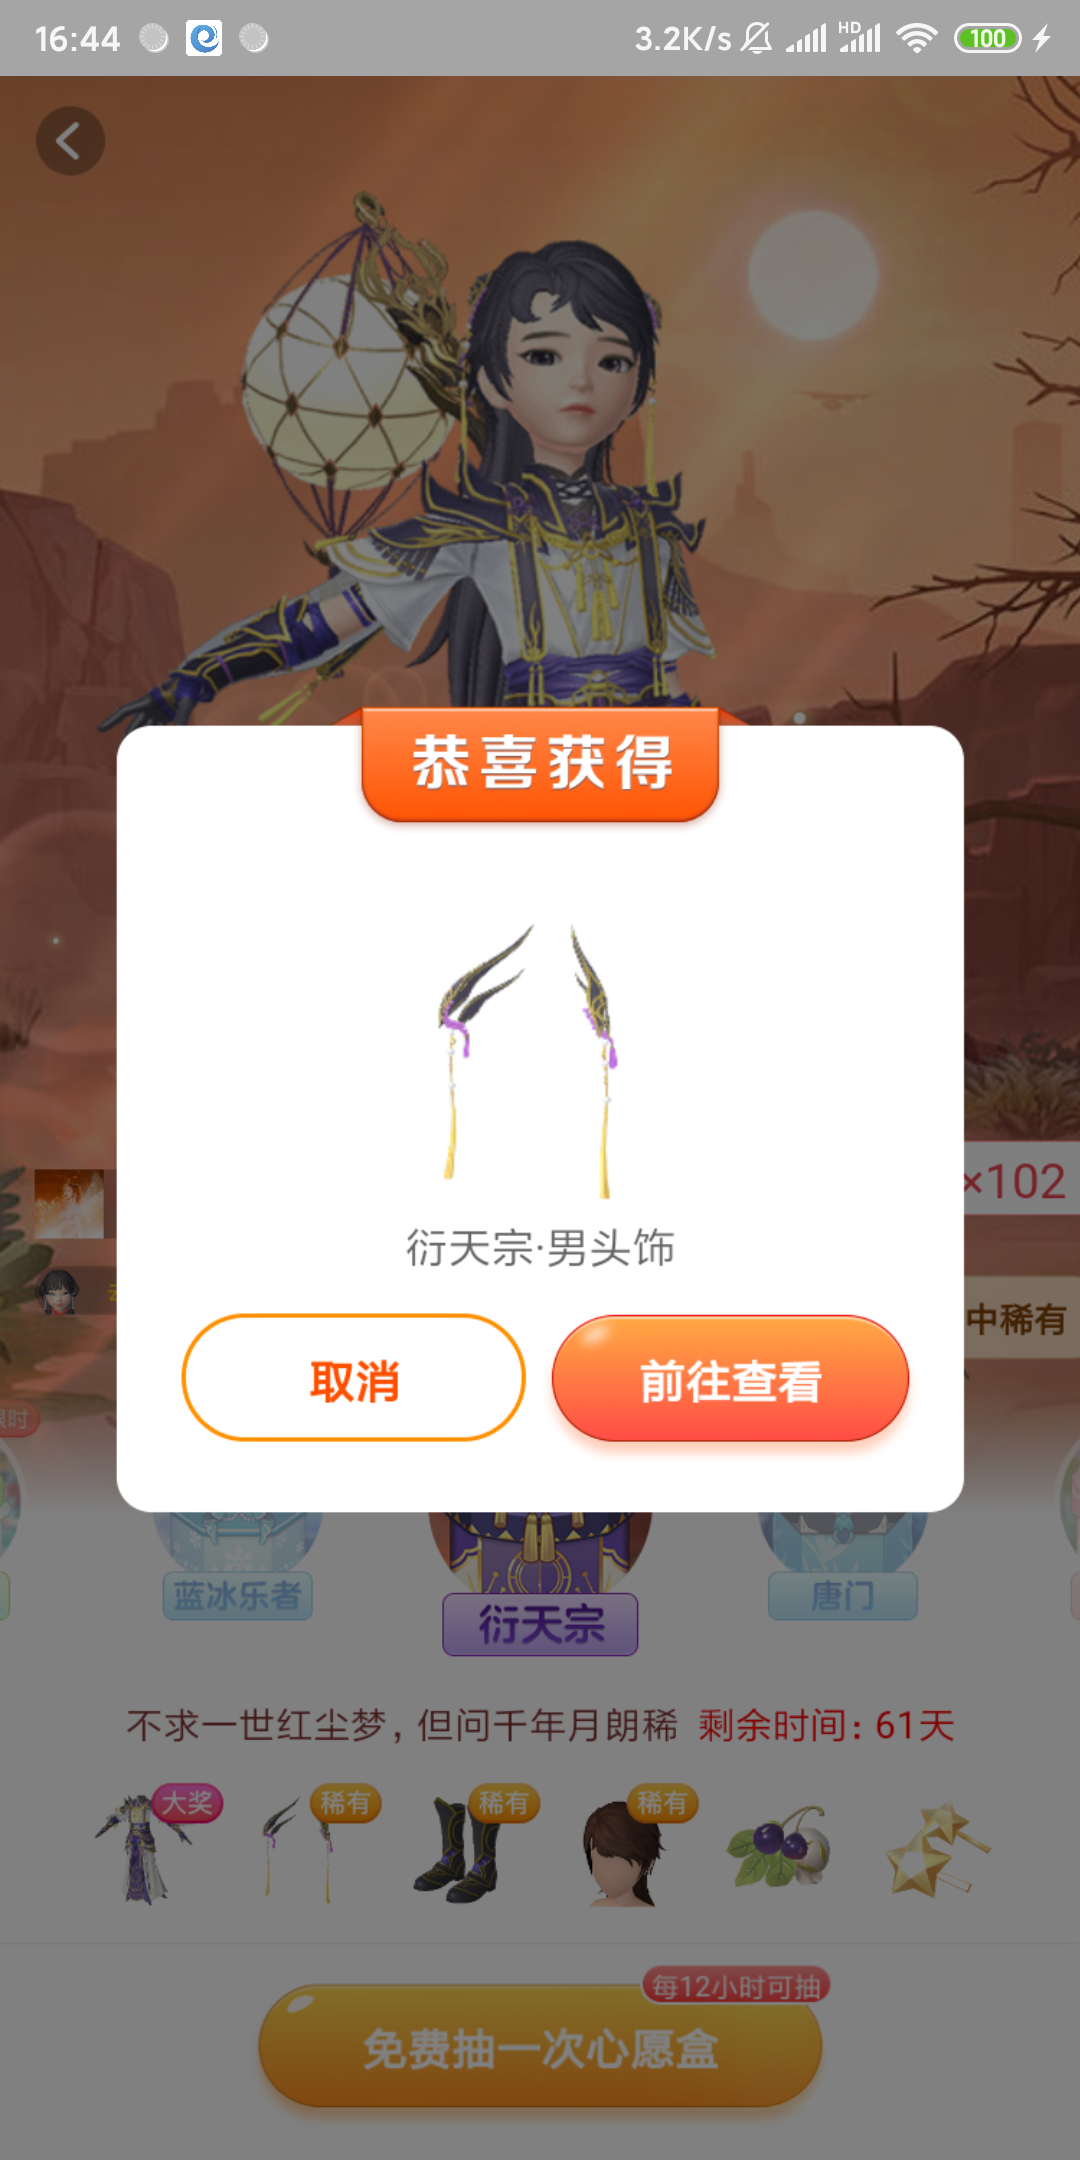 16:44
3.2K/s
HD
100
恭喜获得
×102
衍天宗·男头饰
中稀有
取消
前往查看
限时
蓝冰乐者
衍天宗
唐门
不求一世红尘梦，但问千年月朗稀 剩余时间：61天
大奖
稀有
稀有
稀有
每12小时可抽
免费抽一次心愿盒